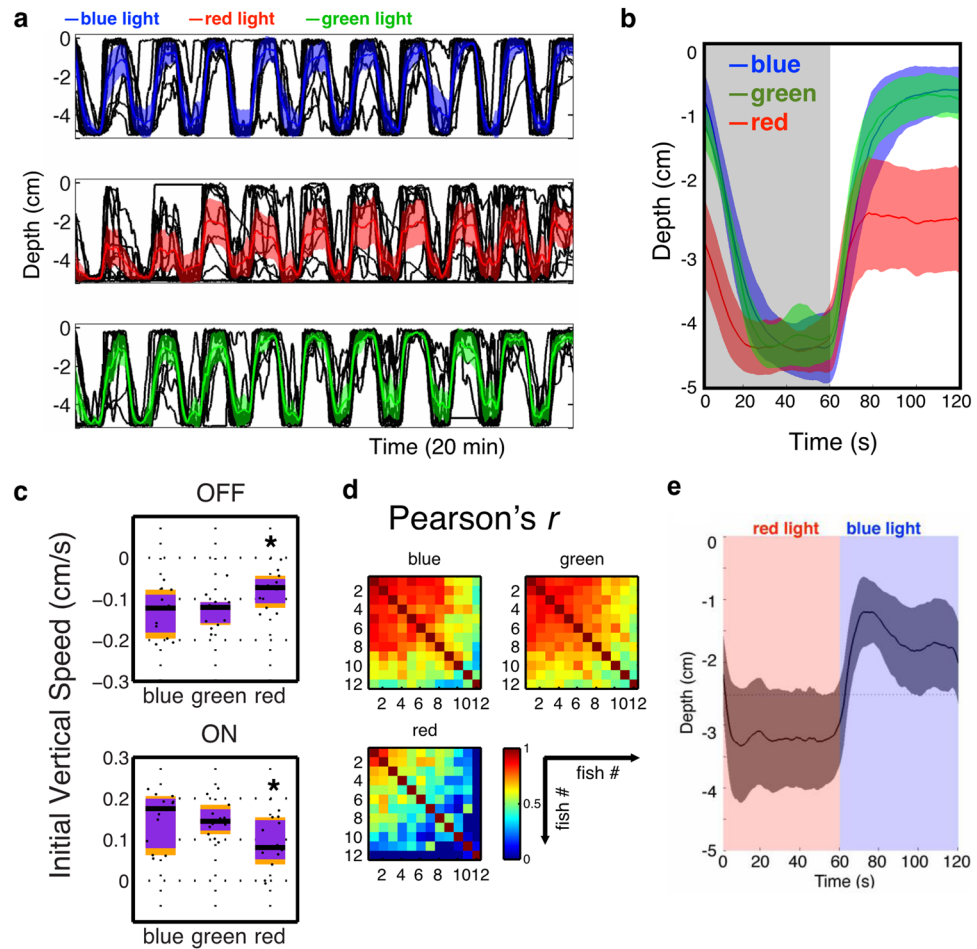 a
—blue light —red light —green light
0
-2
-4
0
-2
-4
0
-2
-4
Depth (cm)
Time (20 min)
b
—blue
—green
—red
0
-1
-2
-3
-4
-5
Depth (cm)
0 20 40 60 80 100 120
Time (s)
c
OFF
0
−0.1
−0.2
−0.3
*
blue green red
ON
0.3
0.2
0.1
0
*
blue green red
Initial Vertical Speed (cm/s)
d
Pearson's r
blue
2
4
6
8
10
12
2 4 6 8 1012
green
2 4 6 8 1012
red
2
4
6
8
10
12
2 4 6 8 1012
1
0.5
0
fish #
fish #
e
red light blue light
0
-1
-2
-3
-4
-5
Depth (cm)
0 20 40 60 80 100 120
Time (s)